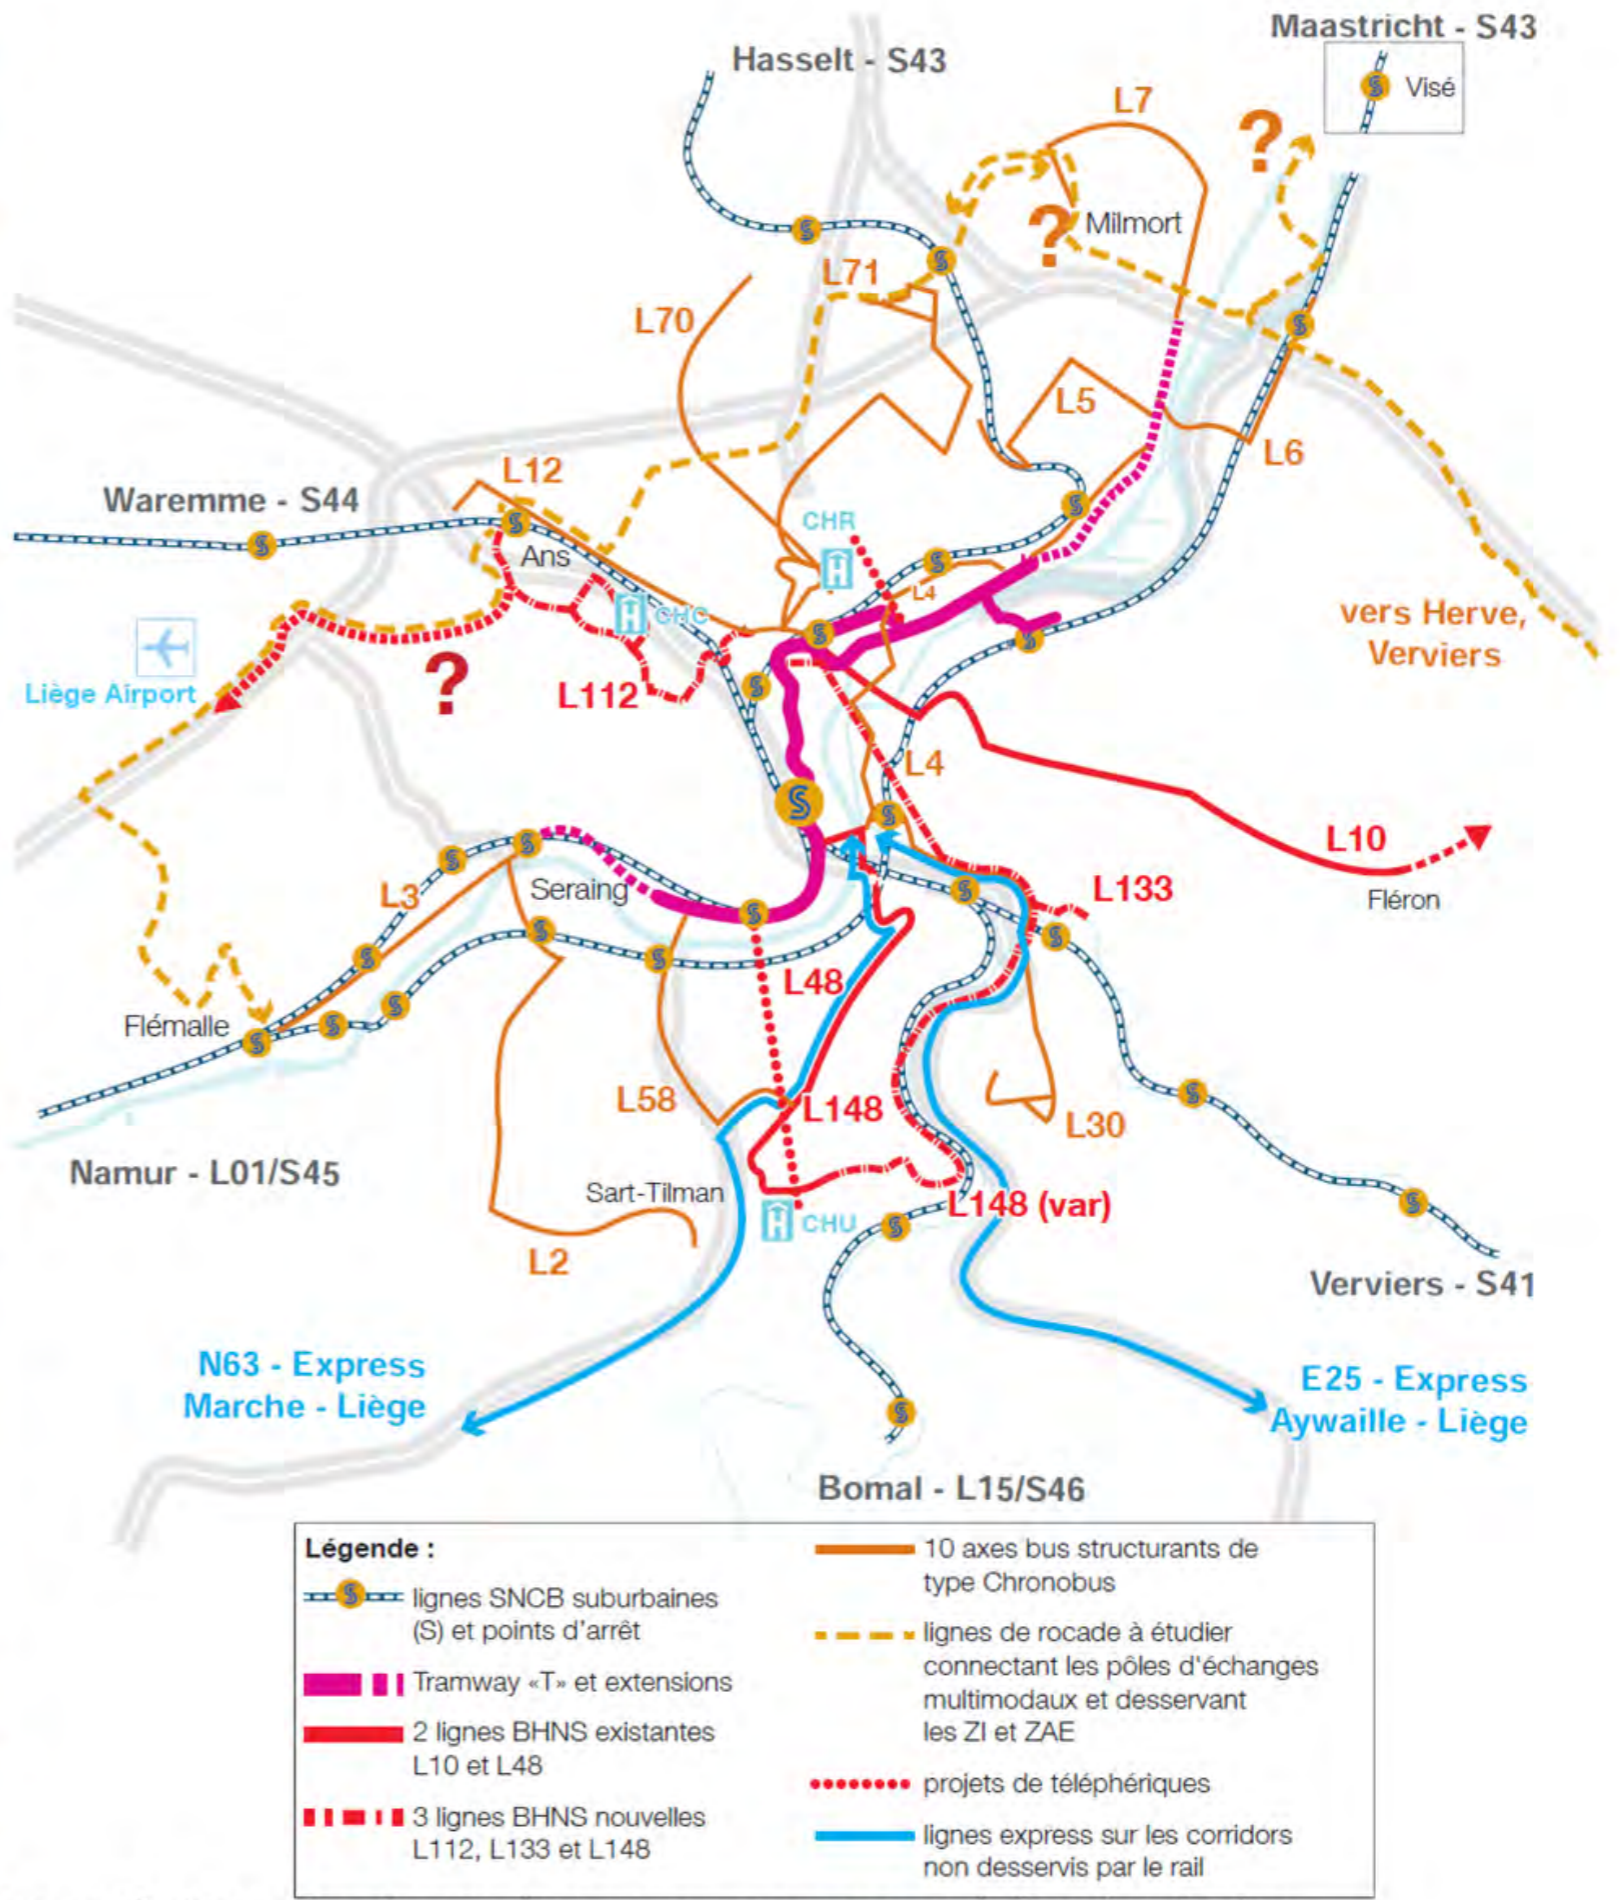 Maastricht - S43
Hasselt - S43
S
Visé
L7
?
?
Milmort
S
S
L71
L70
S
L5
L12
L6
Waremme - S44
S
S
S
CHR
H
Ans
S
L4
H
CHC
vers Herve,
Verviers
S
S
?
Liège Airport
L112
S
L4
S
S
L10
S
S
L3
Seraing
S
S
L133
Fléron
S
S
S
S
L48
S
Flémalle
S
S
L58
L148
S
L30
Namur - L01/S45
Sart-Tilman
L148 (var)
S
H
CHU
S
L2
Verviers - S41
N63 - Express
Marche - Liège
E25 - Express
Aywaille - Liège
S
Bomal - L15/S46
Légende :
S
lignes SNCB suburbaines
(S) et points d'arrêt
Tramway «T» et extensions
2 lignes BHNS existantes
L10 et L48
3 lignes BHNS nouvelles
L112, L133 et L148
10 axes bus structurants de
type Chronobus
lignes de rocade à étudier
connectant les pôles d'échanges
multimodaux et desservant
les ZI et ZAE
projets de téléphériques
lignes express sur les corridors
non desservis par le rail